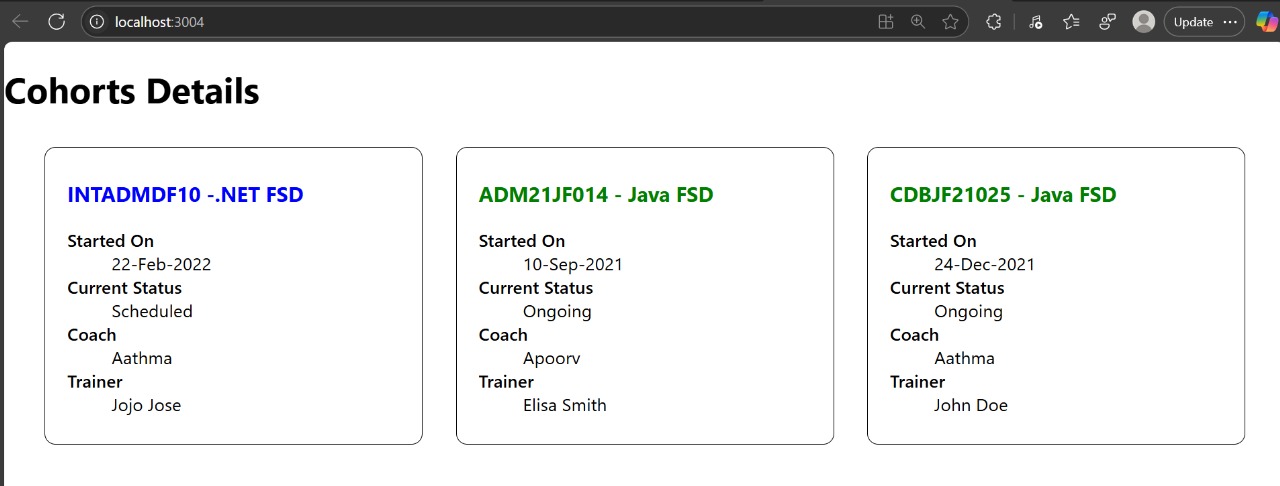 localhost:3004
Update
Cohorts Details
INTADMDF10 -.NET FSD
Started On
22-Feb-2022
Current Status
Scheduled
Coach
Aathma
Trainer
Jojo Jose
ADM21JF014 - Java FSD
Started On
10-Sep-2021
Current Status
Ongoing
Coach
Apoorv
Trainer
Elisa Smith
CDBJF21025 - Java FSD
Started On
24-Dec-2021
Current Status
Ongoing
Coach
Aathma
Trainer
John Doe